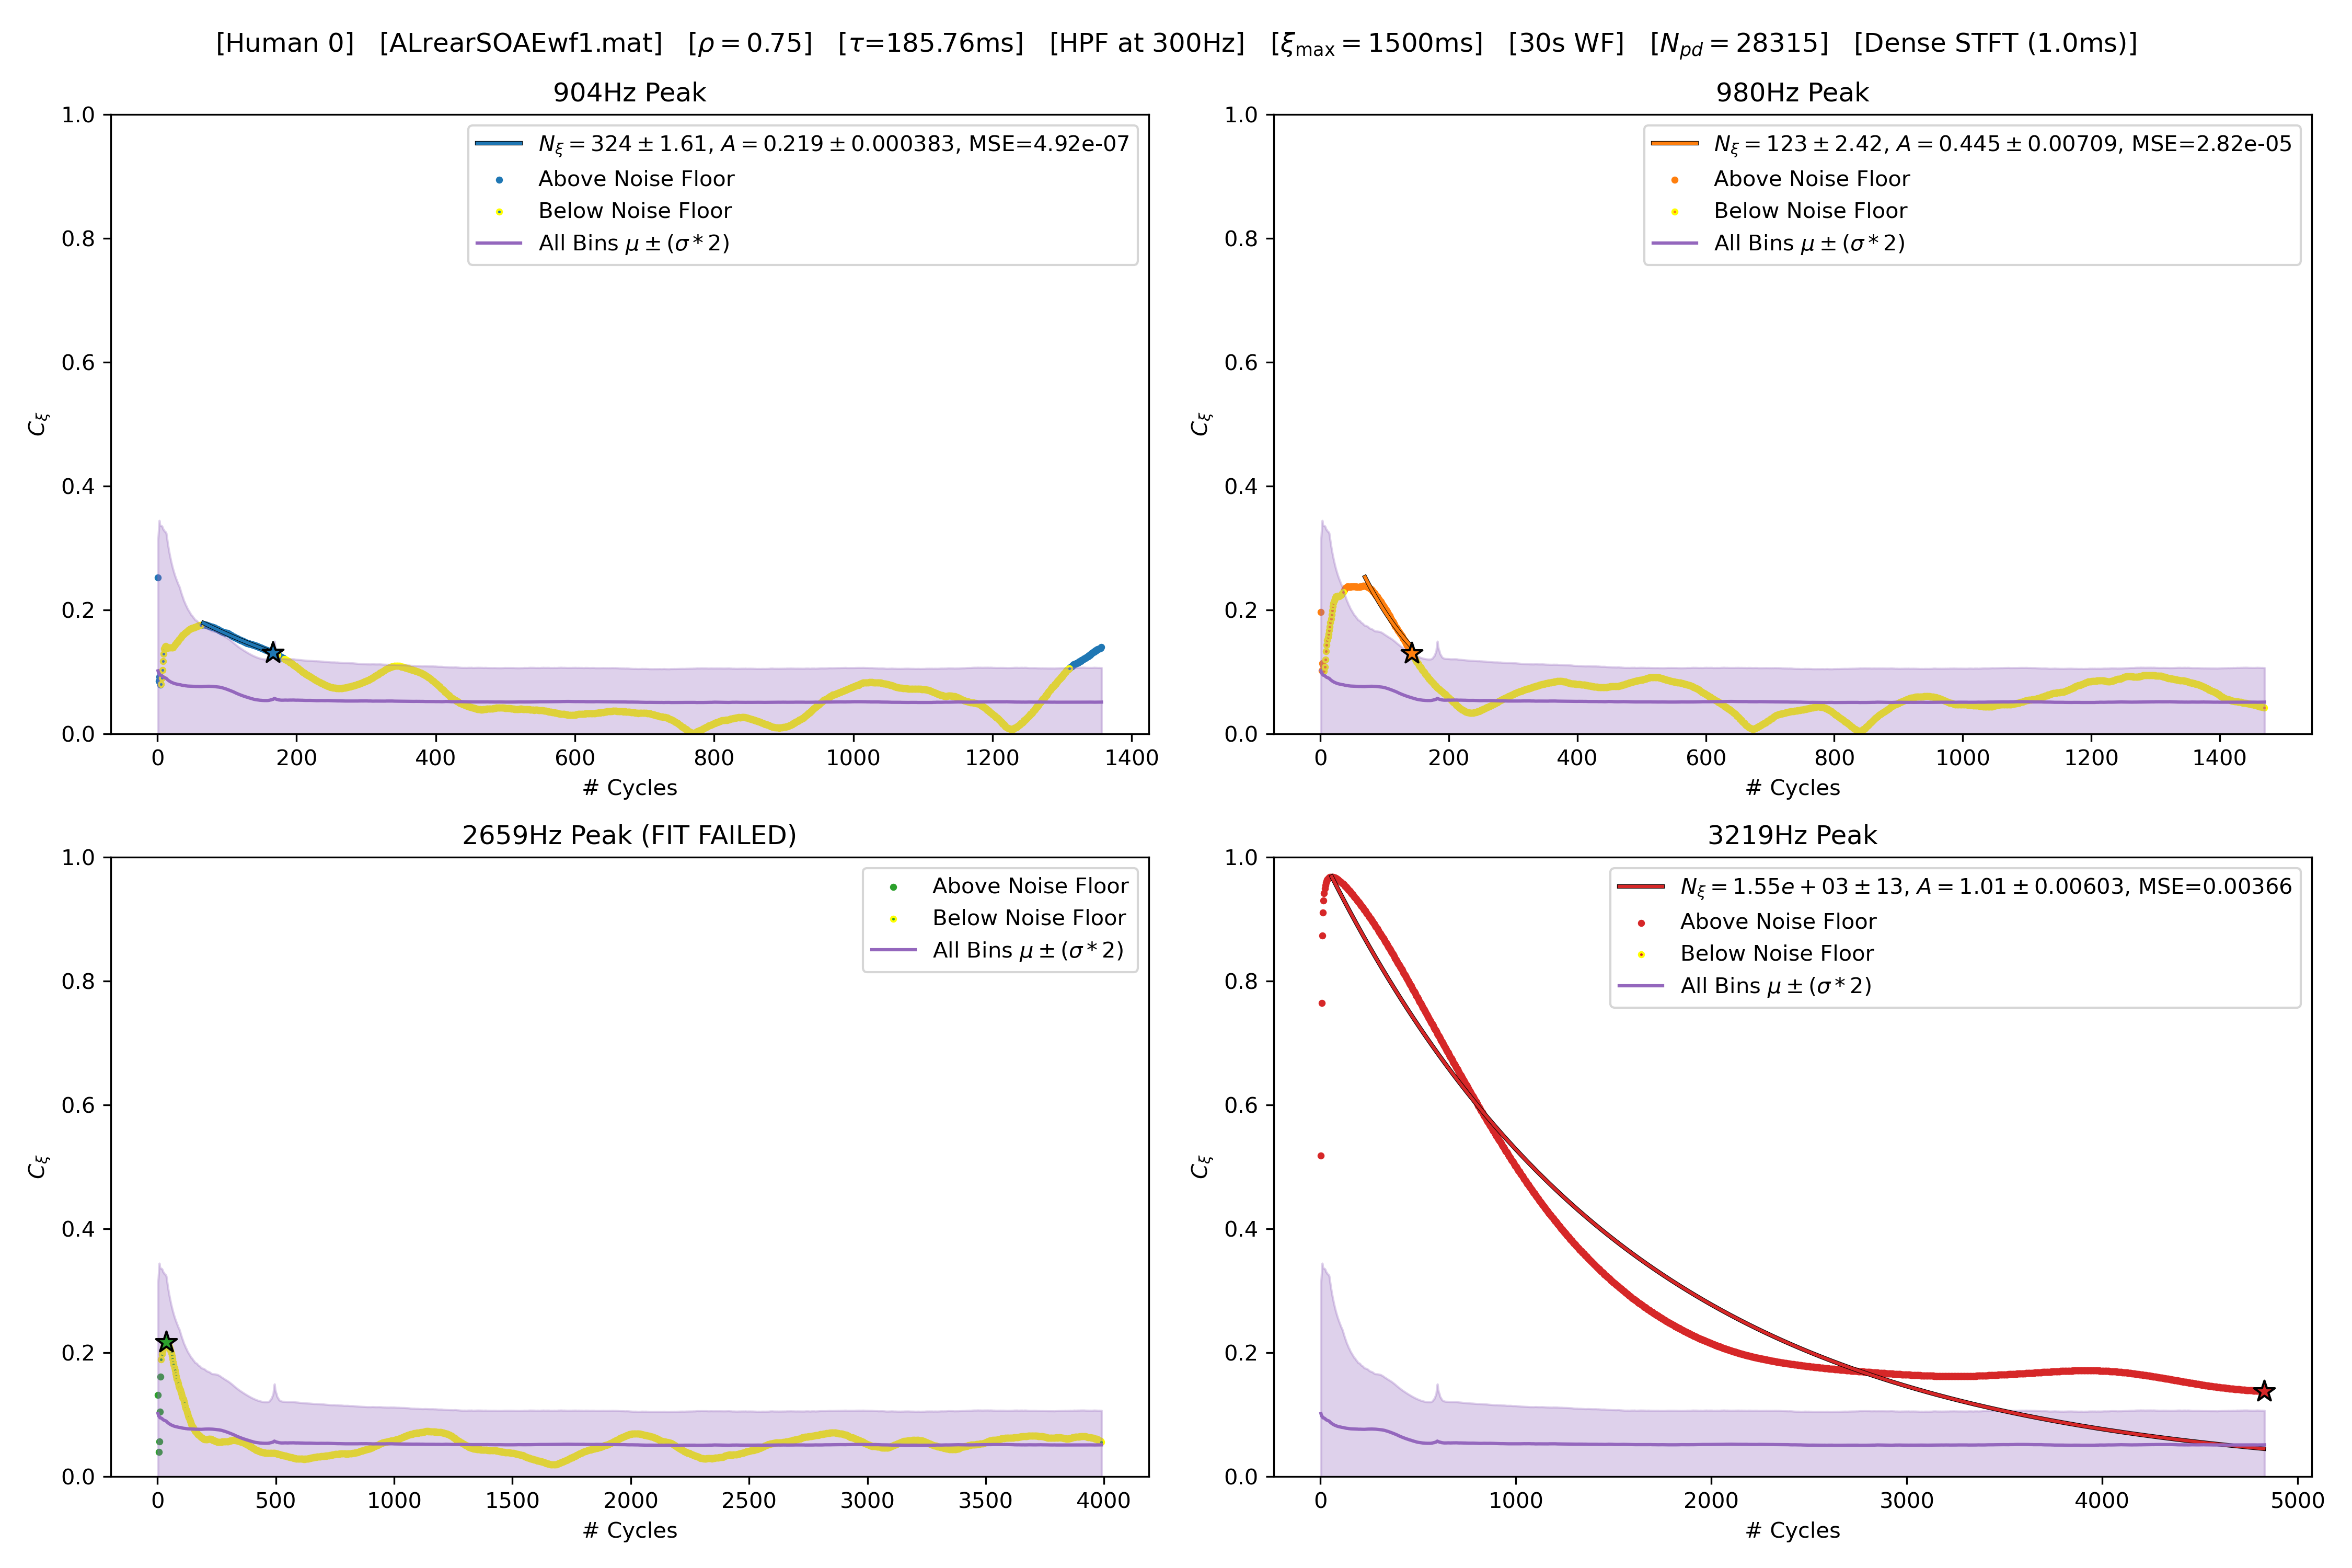 [Human 0] [ALrearSOAEwf1.mat] [ρ = 0.75] [τ=185.76ms] [HPF at 300Hz] [ξmax = 1500ms] [30s WF] [Npd = 28315] [Dense STFT (1.0ms)]
904Hz Peak
Nξ = 324 ± 1.61, A = 0.219 ± 0.000383, MSE=4.92e-07
Above Noise Floor
Below Noise Floor
All Bins μ ± (σ * 2)
1.0
0.8
0.6
0.4
0.2
0.0
Cξ
0 200 400 600 800 1000 1200 1400
# Cycles
980Hz Peak
Nξ = 123 ± 2.42, A = 0.445 ± 0.00709, MSE=2.82e-05
Above Noise Floor
Below Noise Floor
All Bins μ ± (σ * 2)
1.0
0.8
0.6
0.4
0.2
0.0
Cξ
0 200 400 600 800 1000 1200 1400
# Cycles
2659Hz Peak (FIT FAILED)
Above Noise Floor
Below Noise Floor
All Bins μ ± (σ * 2)
1.0
0.8
0.6
0.4
0.2
0.0
Cξ
0 500 1000 1500 2000 2500 3000 3500 4000
# Cycles
3219Hz Peak
Nξ = 1.55e + 03 ± 13, A = 1.01 ± 0.00603, MSE=0.00366
Above Noise Floor
Below Noise Floor
All Bins μ ± (σ * 2)
1.0
0.8
0.6
0.4
0.2
0.0
Cξ
0 1000 2000 3000 4000 5000
# Cycles